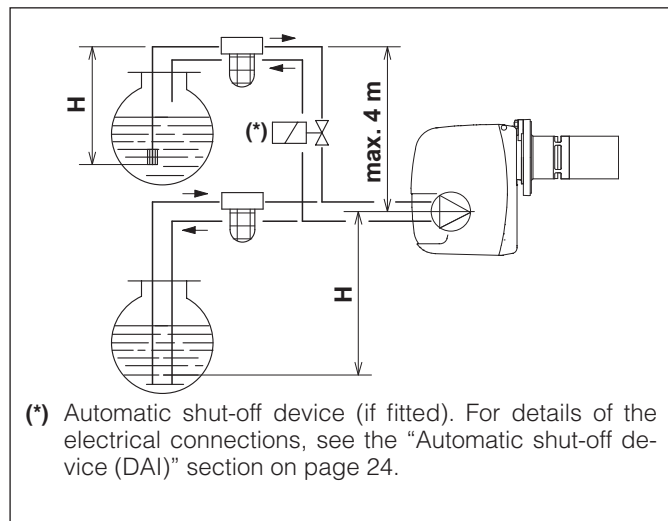 H
(*)
max. 4 m
H
(*) Automatic shut-off device (if fitted). For details of the
electrical connections, see the “Automatic shut-off de-
vice (DAI)” section on page 24.